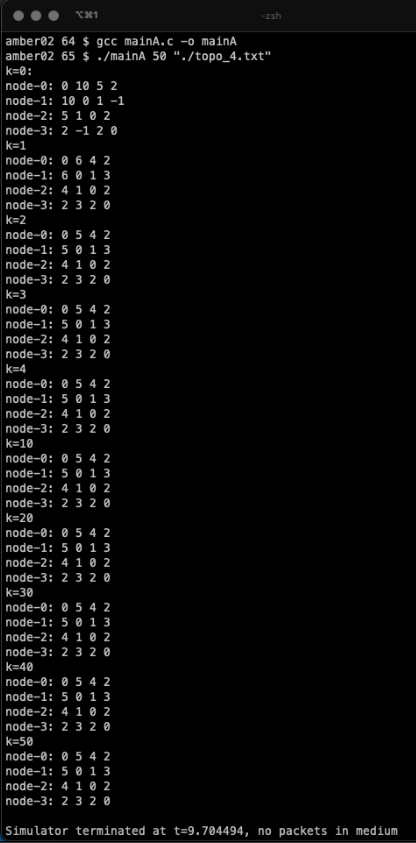 ⌥⌘1
-zsh
amber02 64 $ gcc mainA.c -o mainA
amber02 65 $ ./mainA 50 "./topo_4.txt"
k=0:
node-0: 0 10 5 2
node-1: 10 0 1 -1
node-2: 5 1 0 2
node-3: 2 -1 2 0
k=1
node-0: 0 6 4 2
node-1: 6 0 1 3
node-2: 4 1 0 2
node-3: 2 3 2 0
k=2
node-0: 0 5 4 2
node-1: 5 0 1 3
node-2: 4 1 0 2
node-3: 2 3 2 0
k=3
node-0: 0 5 4 2
node-1: 5 0 1 3
node-2: 4 1 0 2
node-3: 2 3 2 0
k=4
node-0: 0 5 4 2
node-1: 5 0 1 3
node-2: 4 1 0 2
node-3: 2 3 2 0
k=10
node-0: 0 5 4 2
node-1: 5 0 1 3
node-2: 4 1 0 2
node-3: 2 3 2 0
k=20
node-0: 0 5 4 2
node-1: 5 0 1 3
node-2: 4 1 0 2
node-3: 2 3 2 0
k=30
node-0: 0 5 4 2
node-1: 5 0 1 3
node-2: 4 1 0 2
node-3: 2 3 2 0
k=40
node-0: 0 5 4 2
node-1: 5 0 1 3
node-2: 4 1 0 2
node-3: 2 3 2 0
k=50
node-0: 0 5 4 2
node-1: 5 0 1 3
node-2: 4 1 0 2
node-3: 2 3 2 0
Simulator terminated at t=9.704494, no packets in medium